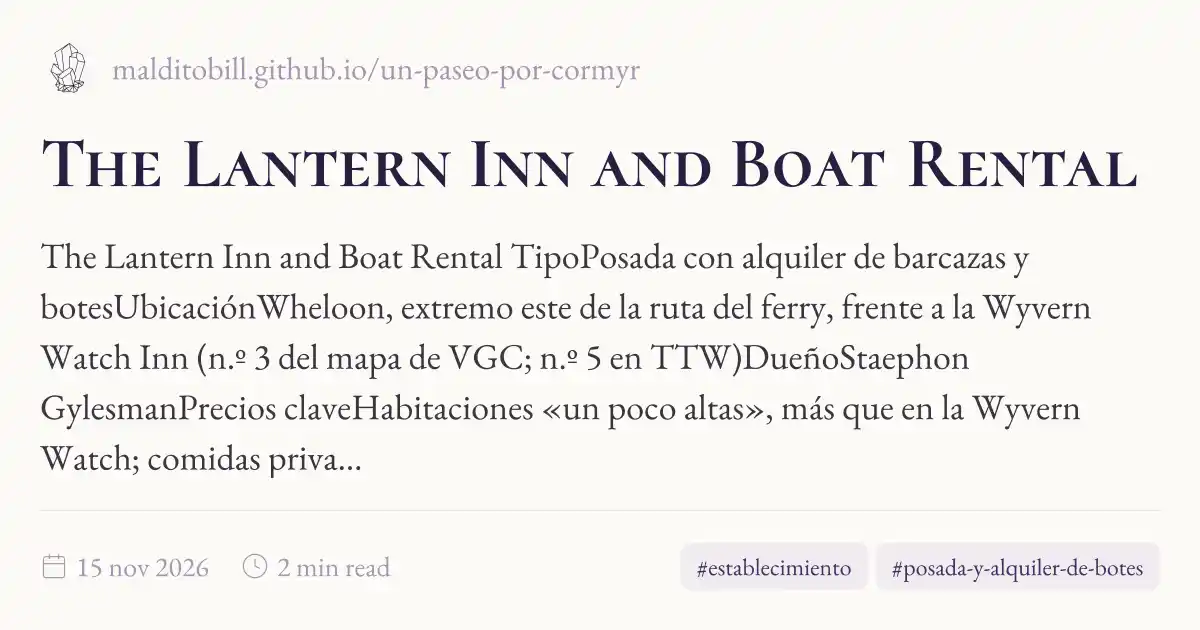 malditobill.github.io/un-paseo-por-cormyr
The Lantern Inn and Boat Rental
The Lantern Inn and Boat Rental TipoPosada con alquiler de barcazas y
botesUbicaciónWheloon, extremo este de la ruta del ferry, frente a la Wyvern
Watch Inn (n.º 3 del mapa de VGC; n.º 5 en TTW)DueñoStaephon
GylesmanPrecios claveHabitaciones «un poco altas», más que en la Wyvern
Watch; comidas priva...
15 nov 2026
2 min read
#establecimiento
#posada-y-alquiler-de-botes